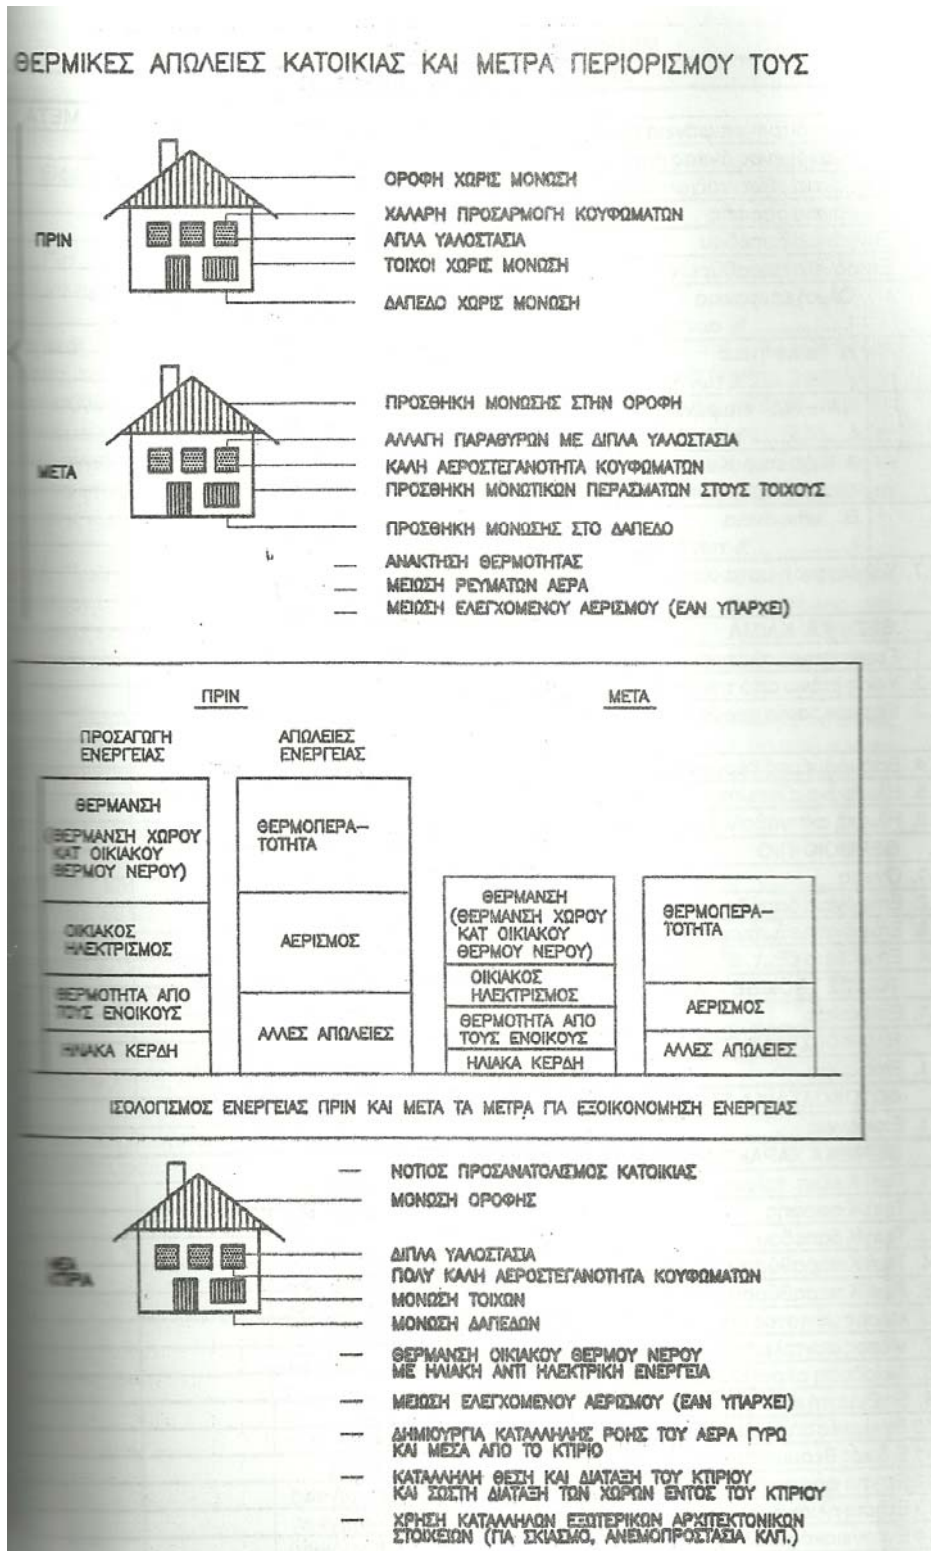 ΘΕΡΜΙΚΕΣ ΑΠΩΛΕΙΕΣ ΚΑΤΟΙΚΙΑΣ ΚΑΙ ΜΕΤΡΑ ΠΕΡΙΟΡΙΣΜΟΥ ΤΟΥΣ
ΠΡΙΝ
ΟΡΟΦΗ ΧΩΡΙΣ ΜΟΝΩΣΗ
ΧΑΛΑΡΗ ΠΡΟΣΑΡΜΟΓΗ ΚΟΥΦΩΜΑΤΩΝ
ΑΠΛΑ ΥΑΛΟΣΤΑΣΙΑ
ΤΟΙΧΟΙ ΧΩΡΙΣ ΜΟΝΩΣΗ
ΔΑΠΕΔΟ ΧΩΡΙΣ ΜΟΝΩΣΗ
ΜΕΤΑ
ΠΡΟΣΘΗΚΗ ΜΟΝΩΣΗΣ ΣΤΗΝ ΟΡΟΦΗ
ΑΛΛΑΓΗ ΠΑΡΑΘΥΡΩΝ ΜΕ ΔΙΠΛΑ ΥΑΛΟΣΤΑΣΙΑ
ΚΑΛΗ ΑΕΡΟΣΤΕΓΑΝΟΤΗΤΑ ΚΟΥΦΩΜΑΤΩΝ
ΠΡΟΣΘΗΚΗ ΜΟΝΩΤΙΚΩΝ ΠΕΡΑΣΜΑΤΩΝ ΣΤΟΥΣ ΤΟΙΧΟΥΣ
ΠΡΟΣΘΗΚΗ ΜΟΝΩΣΗΣ ΣΤΟ ΔΑΠΕΔΟ
ΑΝΑΚΤΗΣΗ ΘΕΡΜΟΤΗΤΑΣ
ΜΕΙΩΣΗ ΡΕΥΜΑΤΩΝ ΑΕΡΑ
ΜΕΙΩΣΗ ΕΛΕΓΧΟΜΕΝΟΥ ΑΕΡΙΣΜΟΥ (ΕΑΝ ΥΠΑΡΧΕΙ)
ΠΡΙΝ
ΠΡΟΣΑΓΩΓΗ
ΕΝΕΡΓΕΙΑΣ
ΘΕΡΜΑΝΣΗ
(ΘΕΡΜΑΝΣΗ ΧΩΡΟΥ
ΚΑΤ ΟΙΚΙΑΚΟΥ
ΘΕΡΜΟΥ ΝΕΡΟΥ)
ΟΙΚΙΑΚΟΣ
ΗΛΕΚΤΡΙΣΜΟΣ
ΘΕΡΜΟΤΗΤΑ ΑΠΟ
ΤΟΥΣ ΕΝΟΙΚΟΥΣ
ΗΛΙΑΚΑ ΚΕΡΔΗ
ΑΠΩΛΕΙΕΣ
ΕΝΕΡΓΕΙΑΣ
ΘΕΡΜΟΠΕΡΑ-
ΤΟΤΗΤΑ
ΑΕΡΙΣΜΟΣ
ΑΛΛΕΣ ΑΠΩΛΕΙΕΣ
ΜΕΤΑ
ΘΕΡΜΑΝΣΗ
(ΘΕΡΜΑΝΣΗ ΧΩΡΟΥ
ΚΑΤ ΟΙΚΙΑΚΟΥ
ΘΕΡΜΟΥ ΝΕΡΟΥ)
ΟΙΚΙΑΚΟΣ
ΗΛΕΚΤΡΙΣΜΟΣ
ΘΕΡΜΟΤΗΤΑ ΑΠΟ
ΤΟΥΣ ΕΝΟΙΚΟΥΣ
ΗΛΙΑΚΑ ΚΕΡΔΗ
ΘΕΡΜΟΠΕΡΑ-
ΤΟΤΗΤΑ
ΑΕΡΙΣΜΟΣ
ΑΛΛΕΣ ΑΠΩΛΕΙΕΣ
ΙΣΟΛΟΓΙΣΜΟΣ ΕΝΕΡΓΕΙΑΣ ΠΡΙΝ ΚΑΙ ΜΕΤΑ ΤΑ ΜΕΤΡΑ ΓΙΑ ΕΞΟΙΚΟΝΟΜΗΣΗ ΕΝΕΡΓΕΙΑΣ
ΝΕΑ
ΚΤΙΡΙΑ
ΝΟΤΙΟΣ ΠΡΟΣΑΝΑΤΟΛΙΣΜΟΣ ΚΑΤΟΙΚΙΑΣ
ΜΟΝΩΣΗ ΟΡΟΦΗΣ
ΔΙΠΛΑ ΥΑΛΟΣΤΑΣΙΑ
ΠΟΛΥ ΚΑΛΗ ΑΕΡΟΣΤΕΓΑΝΟΤΗΤΑ ΚΟΥΦΩΜΑΤΩΝ
ΜΟΝΩΣΗ ΤΟΙΧΩΝ
ΜΟΝΩΣΗ ΔΑΠΕΔΩΝ
ΘΕΡΜΑΝΣΗ ΟΙΚΙΑΚΟΥ ΘΕΡΜΟΥ ΝΕΡΟΥ
ΜΕ ΗΛΙΑΚΗ ΑΝΤΙ ΗΛΕΚΤΡΙΚΗ ΕΝΕΡΓΕΙΑ
ΜΕΙΩΣΗ ΕΛΕΓΧΟΜΕΝΟΥ ΑΕΡΙΣΜΟΥ (ΕΑΝ ΥΠΑΡΧΕΙ)
ΔΗΜΙΟΥΡΓΙΑ ΚΑΤΑΛΛΗΛΗΣ ΡΟΗΣ ΤΟΥ ΑΕΡΑ ΓΥΡΩ
ΚΑΙ ΜΕΣΑ ΑΠΟ ΤΟ ΚΤΙΡΙΟ
ΚΑΤΑΛΛΗΛΗ ΘΕΣΗ ΚΑΙ ΔΙΑΤΑΞΗ ΤΟΥ ΚΤΙΡΙΟΥ
ΚΑΙ ΣΩΣΤΗ ΔΙΑΤΑΞΗ ΤΩΝ ΧΩΡΩΝ ΕΝΤΟΣ ΤΟΥ ΚΤΙΡΙΟΥ
ΧΡΗΣΗ ΚΑΤΑΛΛΗΛΩΝ ΕΞΩΤΕΡΙΚΩΝ ΑΡΧΙΤΕΚΤΟΝΙΚΩΝ
ΣΤΟΙΧΕΙΩΝ (ΓΙΑ ΣΚΙΑΣΜΟ, ΑΝΕΜΟΠΡΟΣΤΑΣΙΑ ΚΛΠ.)